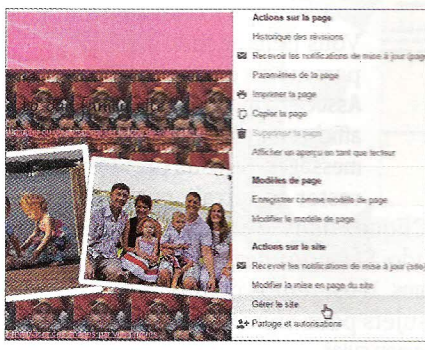 Actions sur la page
Historique des révisions
Recevoir les notifications de mise à jour (page
Paramètres de la page
Imprimer la page
Copier la page
Supprimer la page
Afficher un aperçu en tant que lecteur
Modèles de page
Enregistrer comme modèle de page
Modifier le modèle de page
Actions sur le site
Recevoir les notifications de mise à jour (site)
Modifier la mise en page du site
Gérer le site
Partage et autorisations